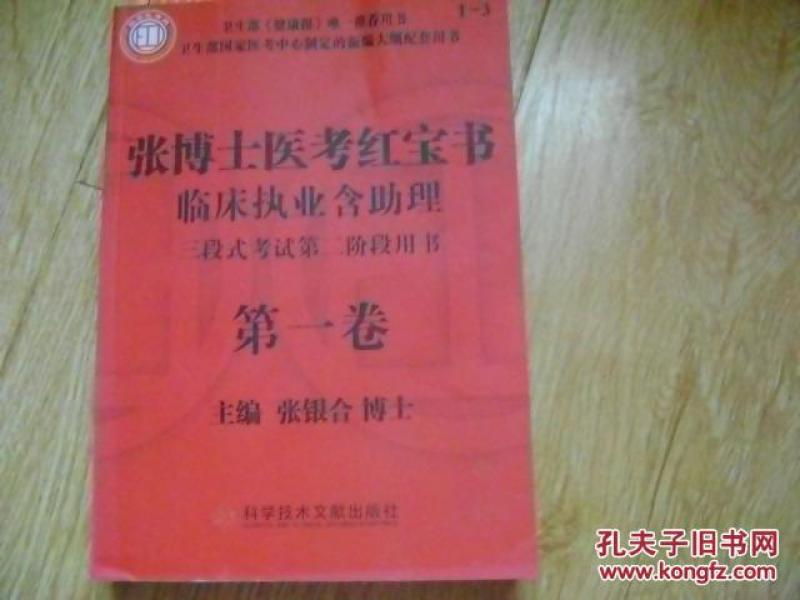 1-3
卫生部《健康报》唯一推荐用书
卫生部国家医考中心制定的新编大纲配套用书
张博士医考红宝书
临床执业含助理
三段式考试第二阶段用书
第一卷
主编 张银合 博士
科学技术文献出版社
孔夫子旧书网
www.kongfz.com